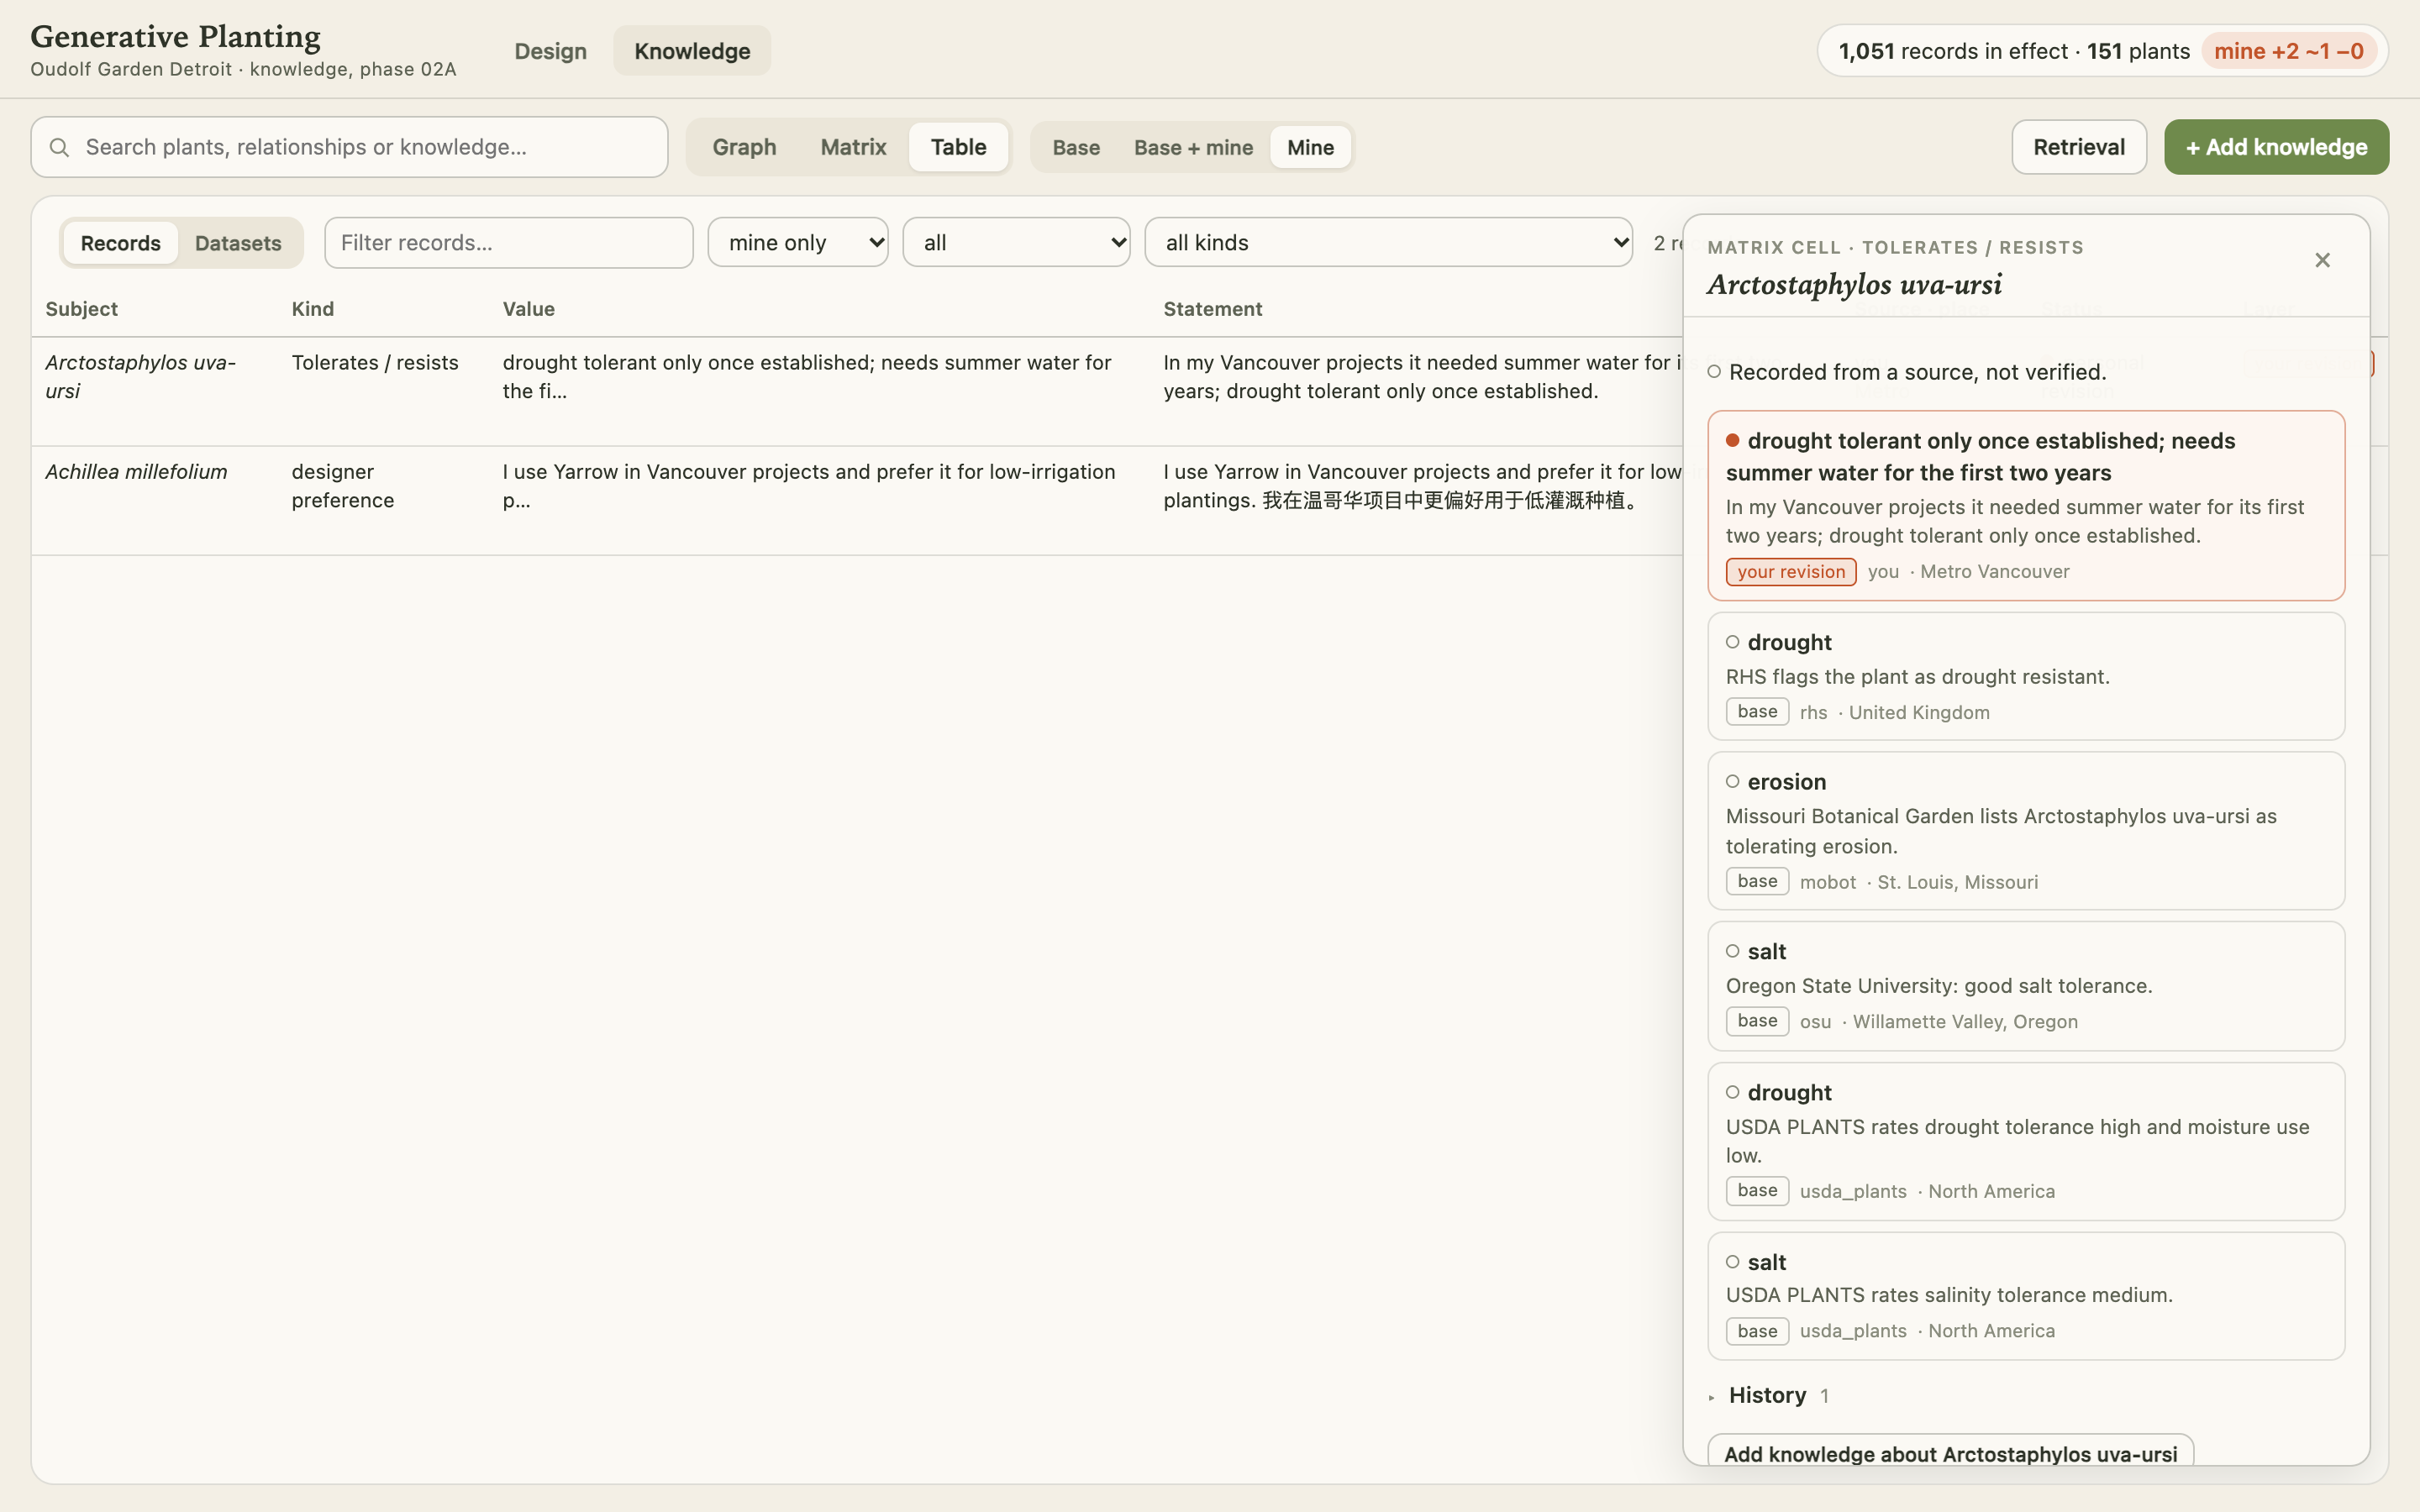 Generative Planting
Oudolf Garden Detroit · knowledge, phase 02A
Design
Knowledge
1,051 records in effect · 151 plants
mine +2 ~1 −0
Search plants, relationships or knowledge...
Graph
Matrix
Table
Base
Base + mine
Mine
Retrieval
+ Add knowledge
Records
Datasets
Filter records...
mine only
all
all kinds
2
Subject
Kind
Value
Statement
Arctostaphylos uva-
ursi
Tolerates / resists
drought tolerant only once established; needs summer water for
the fi...
In my Vancouver projects it needed summer water for
years; drought tolerant only once established.
Achillea millefolium
designer
preference
I use Yarrow in Vancouver projects and prefer it for low-irrigation
p...
I use Yarrow in Vancouver projects and prefer it for low
plantings. 我在温哥华项目中更偏好用于低灌溉种植。
MATRIX CELL · TOLERATES / RESISTS
Arctostaphylos uva-ursi
×
Recorded from a source, not verified.
drought tolerant only once established; needs
summer water for the first two years
In my Vancouver projects it needed summer water for its first
two years; drought tolerant only once established.
your revision you · Metro Vancouver
drought
RHS flags the plant as drought resistant.
base rhs · United Kingdom
erosion
Missouri Botanical Garden lists Arctostaphylos uva-ursi as
tolerating erosion.
base mobot · St. Louis, Missouri
salt
Oregon State University: good salt tolerance.
base osu · Willamette Valley, Oregon
drought
USDA PLANTS rates drought tolerance high and moisture use
low.
base usda_plants · North America
salt
USDA PLANTS rates salinity tolerance medium.
base usda_plants · North America
History 1
Add knowledge about Arctostaphylos uva-ursi